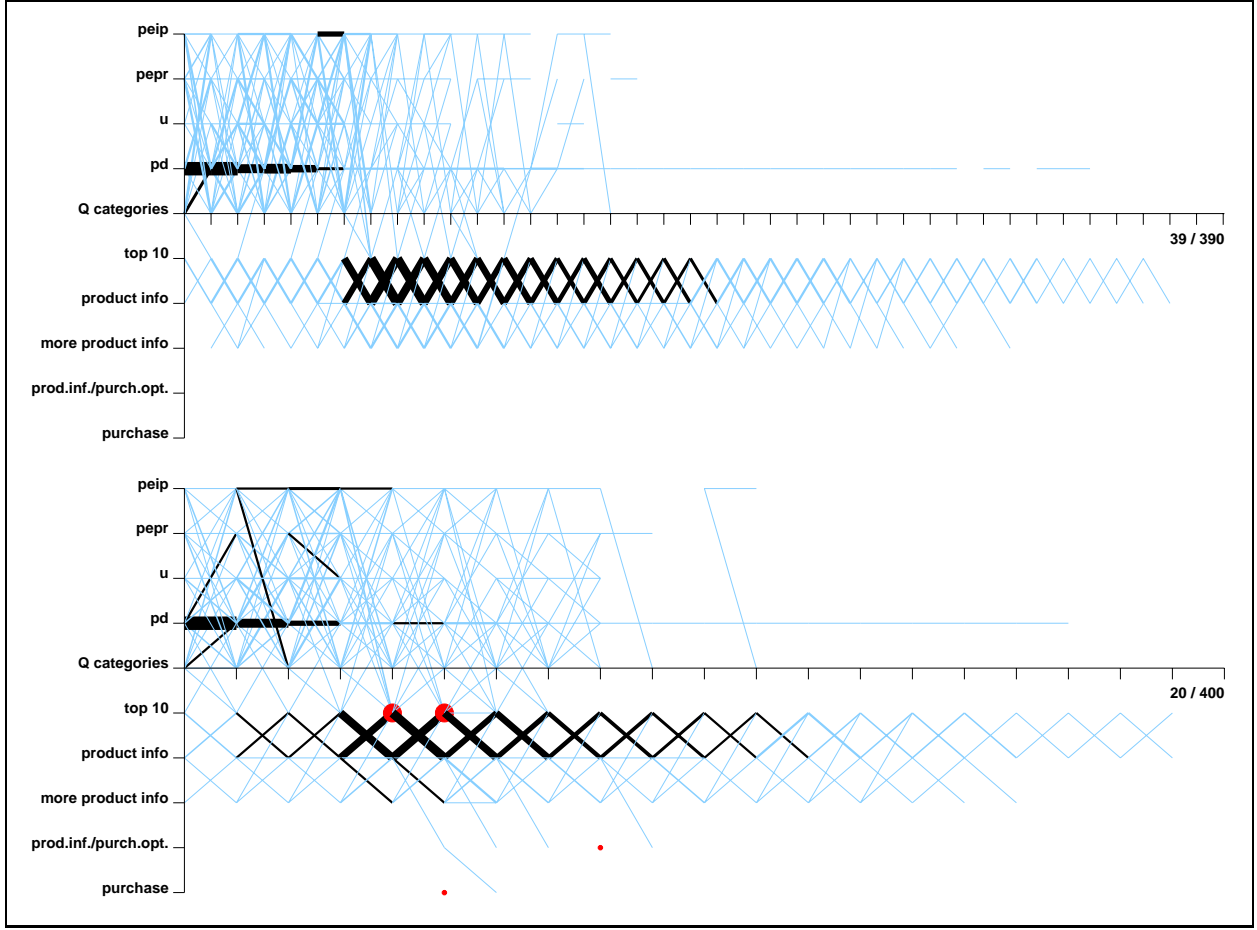 peip
pepr
u
pd
Q categories
39 / 390
top 10
product info
more product info
prod.inf./purch.opt.
purchase
peip
pepr
u
pd
Q categories
20 / 400
top 10
product info
more product info
prod.inf./purch.opt.
purchase